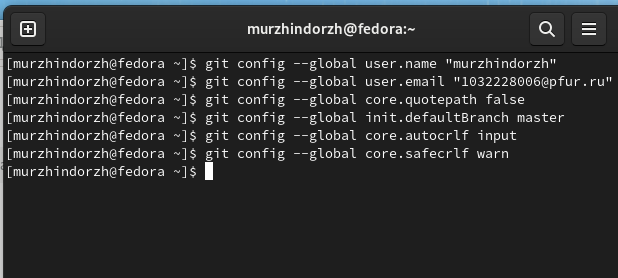 murzhindorzh@fedora:~
[murzhindorzh@fedora ~]$ git config --global user.name "murzhindorzh"
[murzhindorzh@fedora ~]$ git config --global user.email "1032228006@pfur.ru"
[murzhindorzh@fedora ~]$ git config --global core.quotepath false
[murzhindorzh@fedora ~]$ git config --global init.defaultBranch master
[murzhindorzh@fedora ~]$ git config --global core.autocrlf input
[murzhindorzh@fedora ~]$ git config --global core.safecrlf warn
[murzhindorzh@fedora ~]$